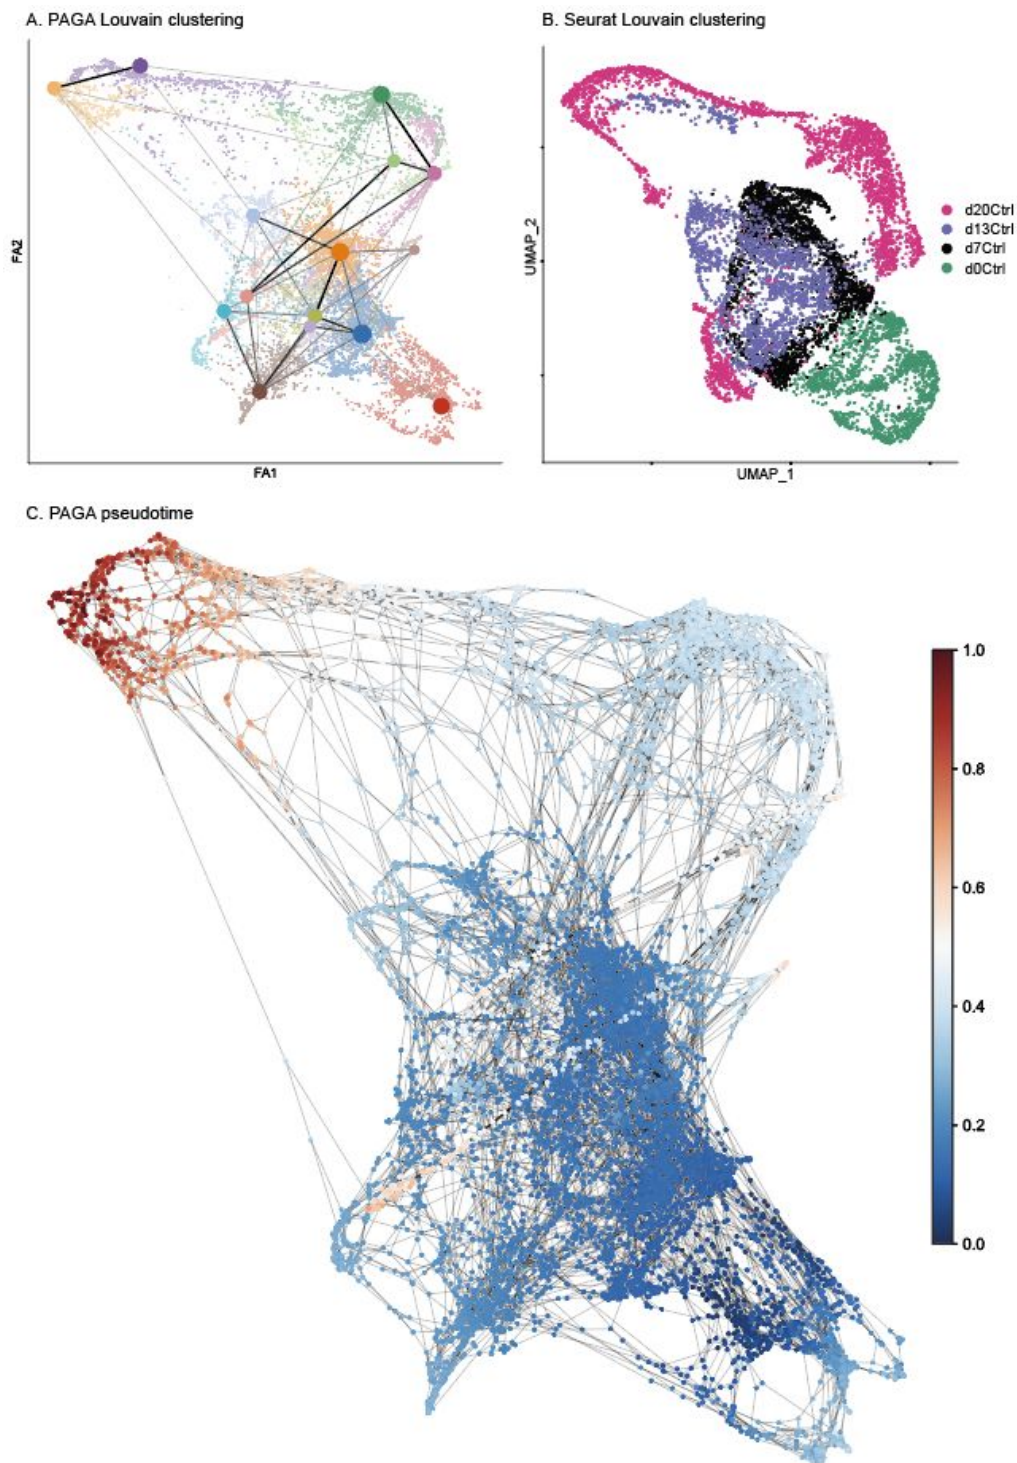 A. PAGA Louvain clustering
B. Seurat Louvain clustering
FA2
FA1
UMAP_2
UMAP_1
d20Ctrl
d13Ctrl
d7Ctrl
d0Ctrl
C. PAGA pseudotime
1.0
0.8
0.6
0.4
0.2
0.0